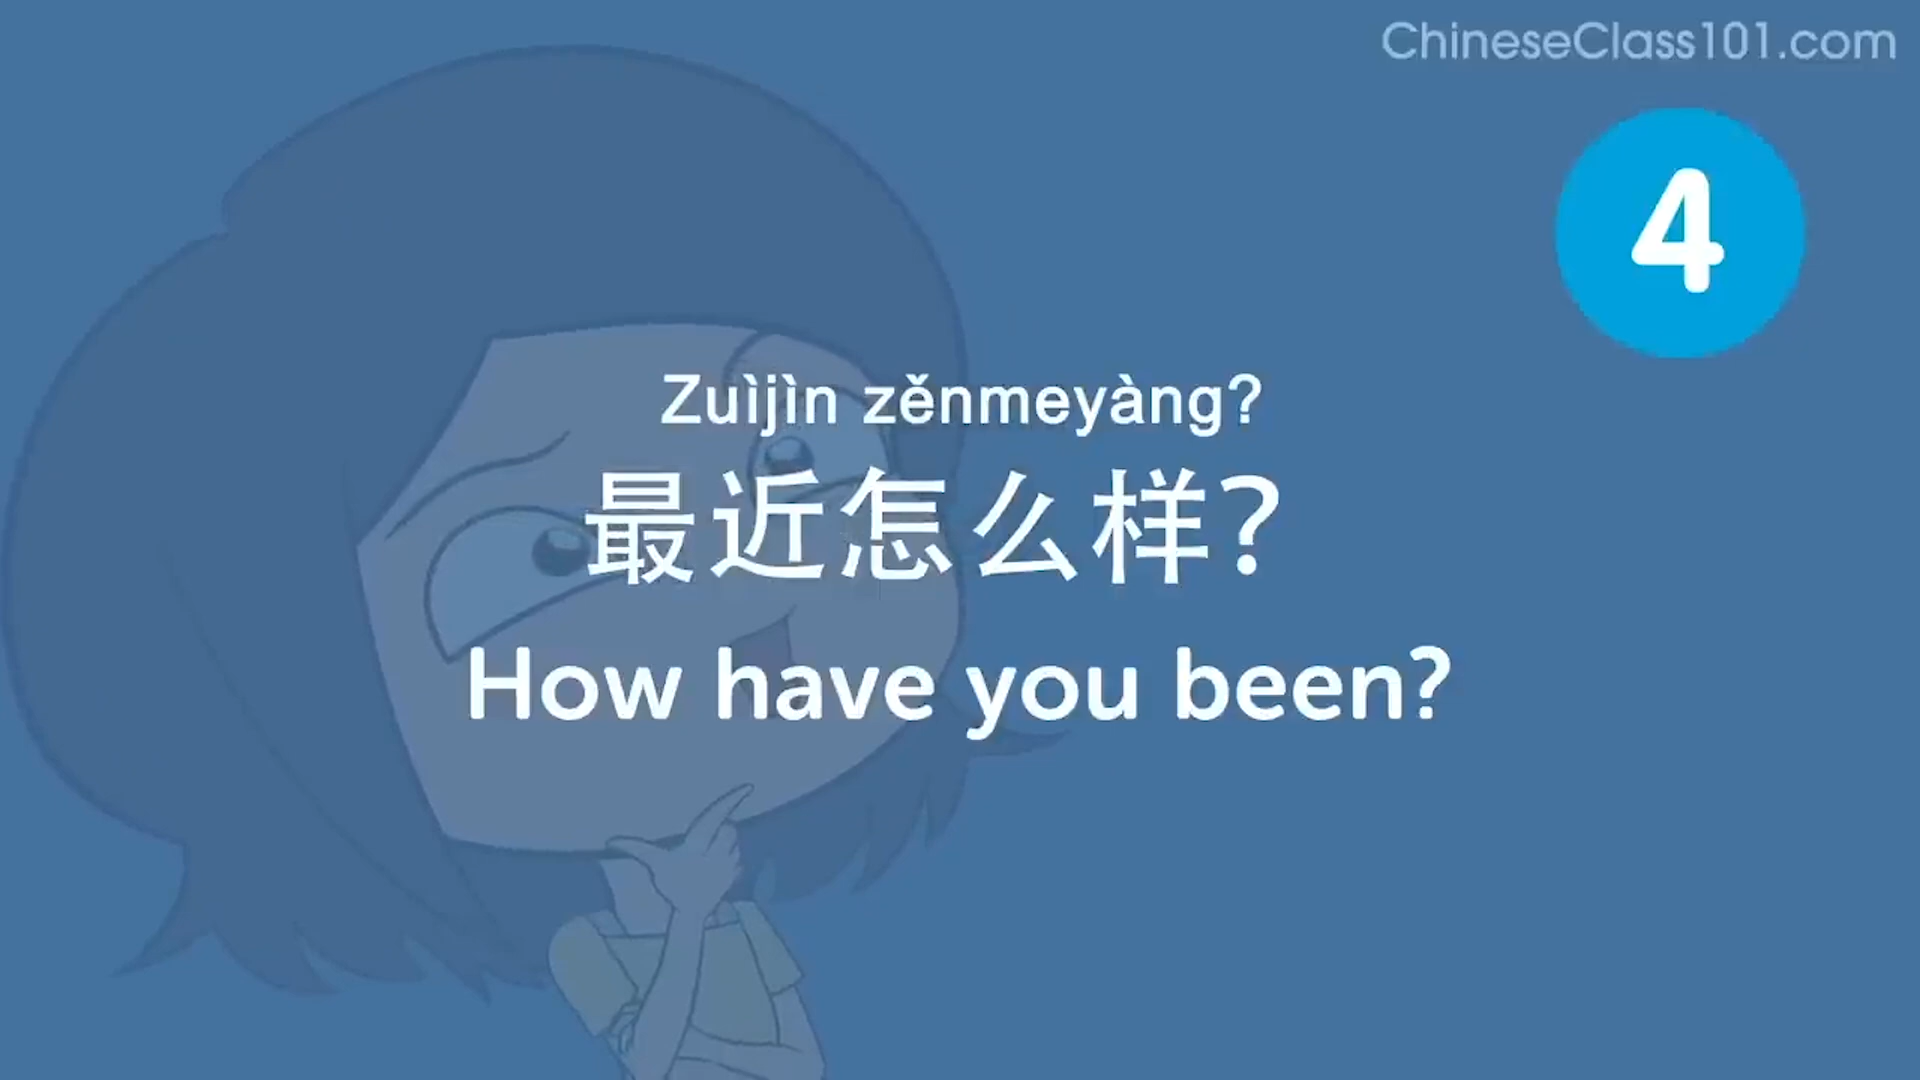 ChineseClass101.com
4
Zuìjìn zěnmeyàng?
最近怎么样?
How have you been?